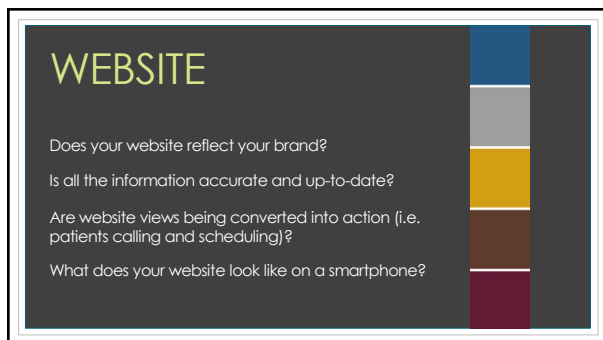 WEBSITE
Does your website reflect your brand?
Is all the information accurate and up-to-date?
Are website views being converted into action (i.e.
patients calling and scheduling)?
What does your website look like on a smartphone?